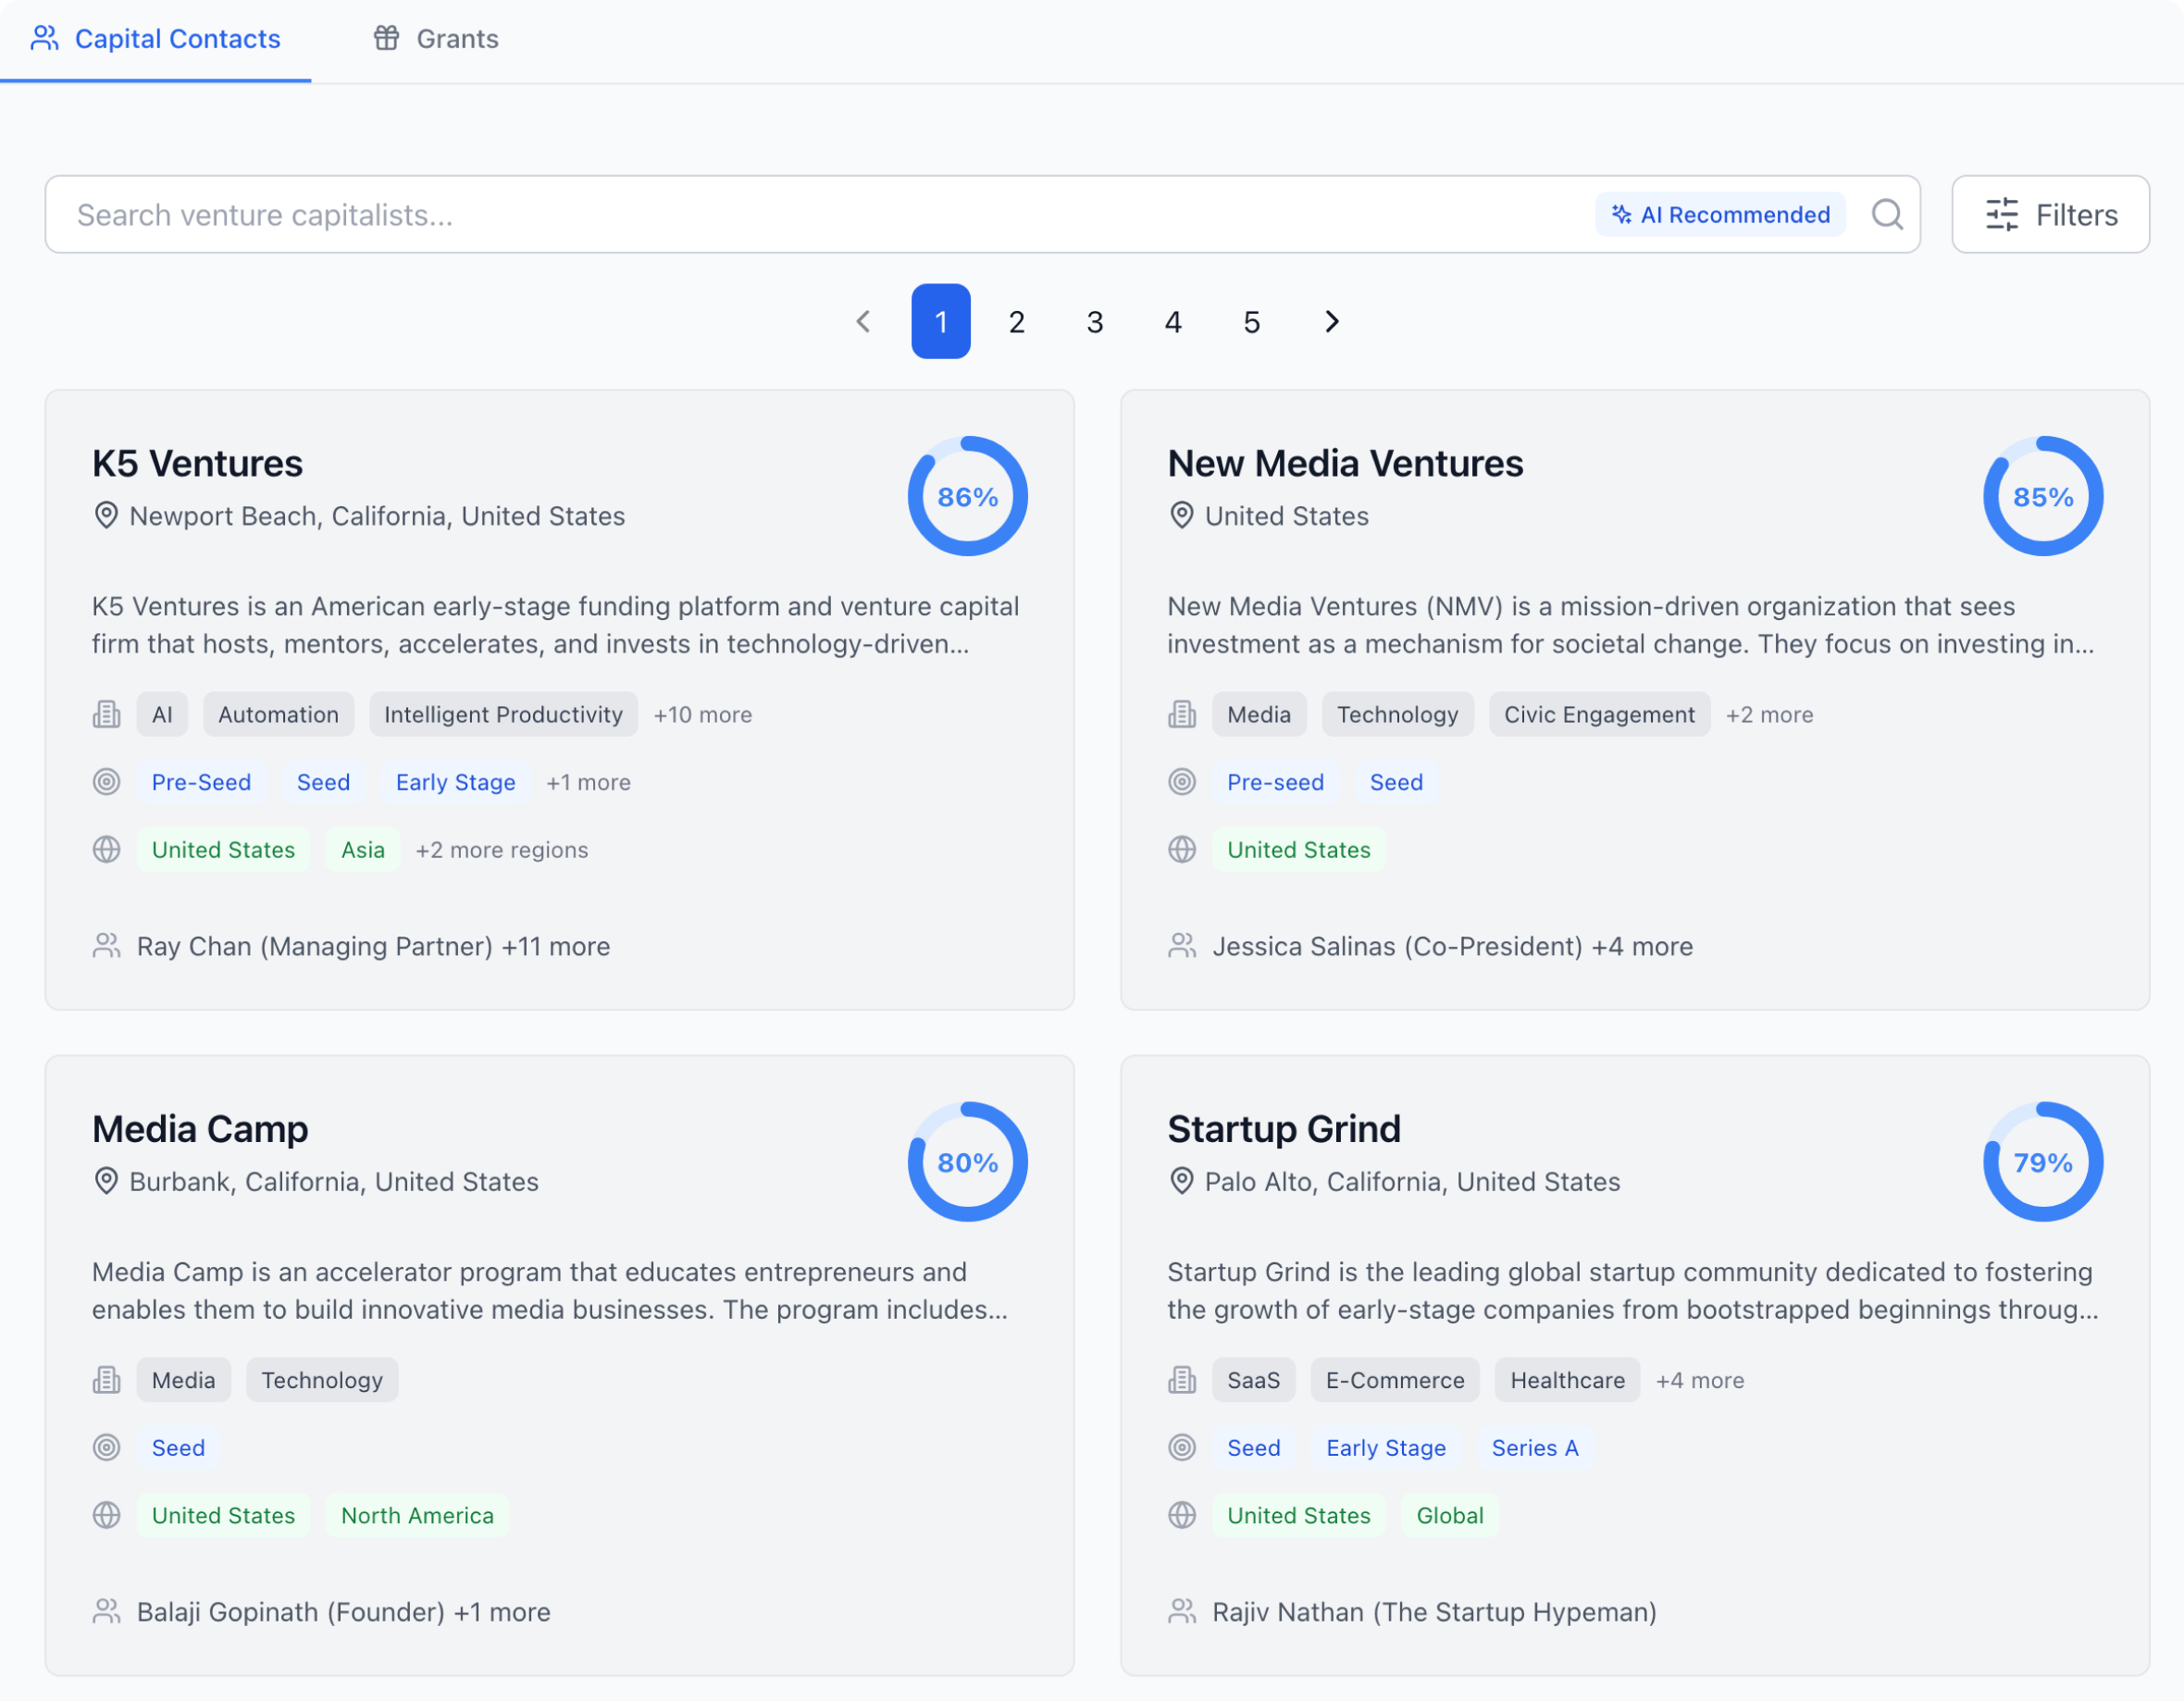 Capital Contacts
Grants
Search venture capitalists...
AI Recommended
Filters
1 2 3 4 5
K5 Ventures
86%
Newport Beach, California, United States
K5 Ventures is an American early-stage funding platform and venture capital
firm that hosts, mentors, accelerates, and invests in technology-driven...
AI Automation Intelligent Productivity +10 more
Pre-Seed Seed Early Stage +1 more
United States Asia +2 more regions
Ray Chan (Managing Partner) +11 more
New Media Ventures
85%
United States
New Media Ventures (NMV) is a mission-driven organization that sees
investment as a mechanism for societal change. They focus on investing in...
Media Technology Civic Engagement +2 more
Pre-seed Seed
United States
Jessica Salinas (Co-President) +4 more
Media Camp
80%
Burbank, California, United States
Media Camp is an accelerator program that educates entrepreneurs and
enables them to build innovative media businesses. The program includes...
Media Technology
Seed
United States North America
Balaji Gopinath (Founder) +1 more
Startup Grind
79%
Palo Alto, California, United States
Startup Grind is the leading global startup community dedicated to fostering
the growth of early-stage companies from bootstrapped beginnings throug...
SaaS E-Commerce Healthcare +4 more
Seed Early Stage Series A
United States Global
Rajiv Nathan (The Startup Hypeman)